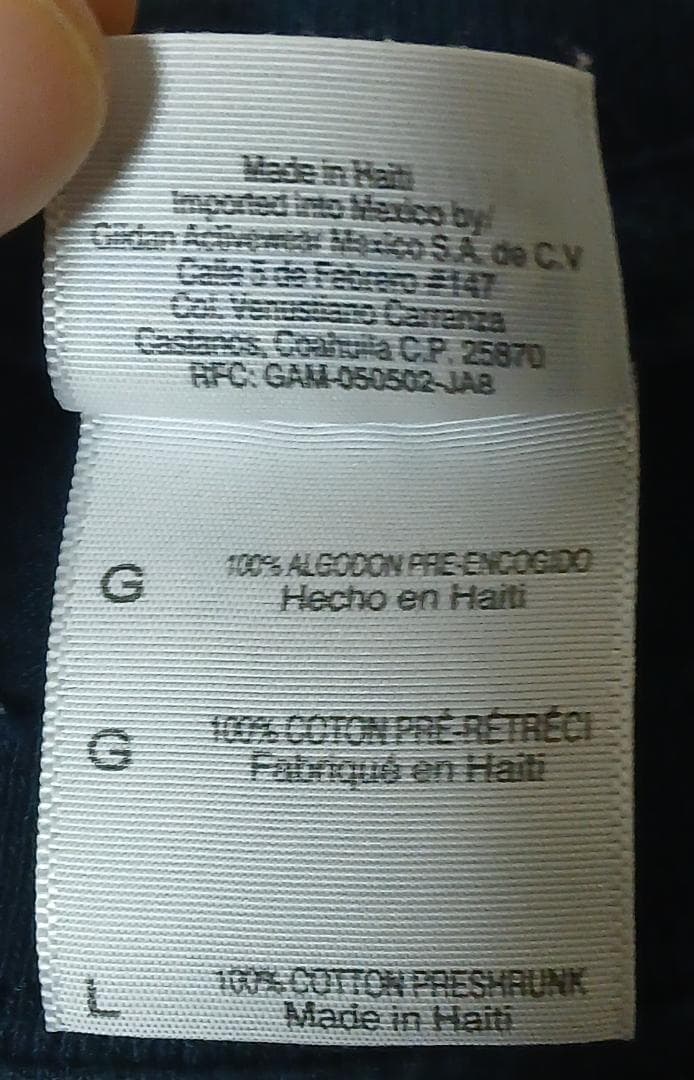 Made in Haiti
Imported into Mexico by/
Gildan Activewear Mexico S.A. de C.V
Calle 5 de Febrero #147
Col. Venustiano Carranza
Castanos, Coahuila C.P. 25870
RFC: GAM-050502-JA8
G 100% ALGODON PRE-ENCOGIDO
Hecho en Haiti
G 100% COTON PRÉ-RÉTRÉCI
Fabriqué en Haïti
L 100% COTTON PRESHRUNK
Made in Haiti